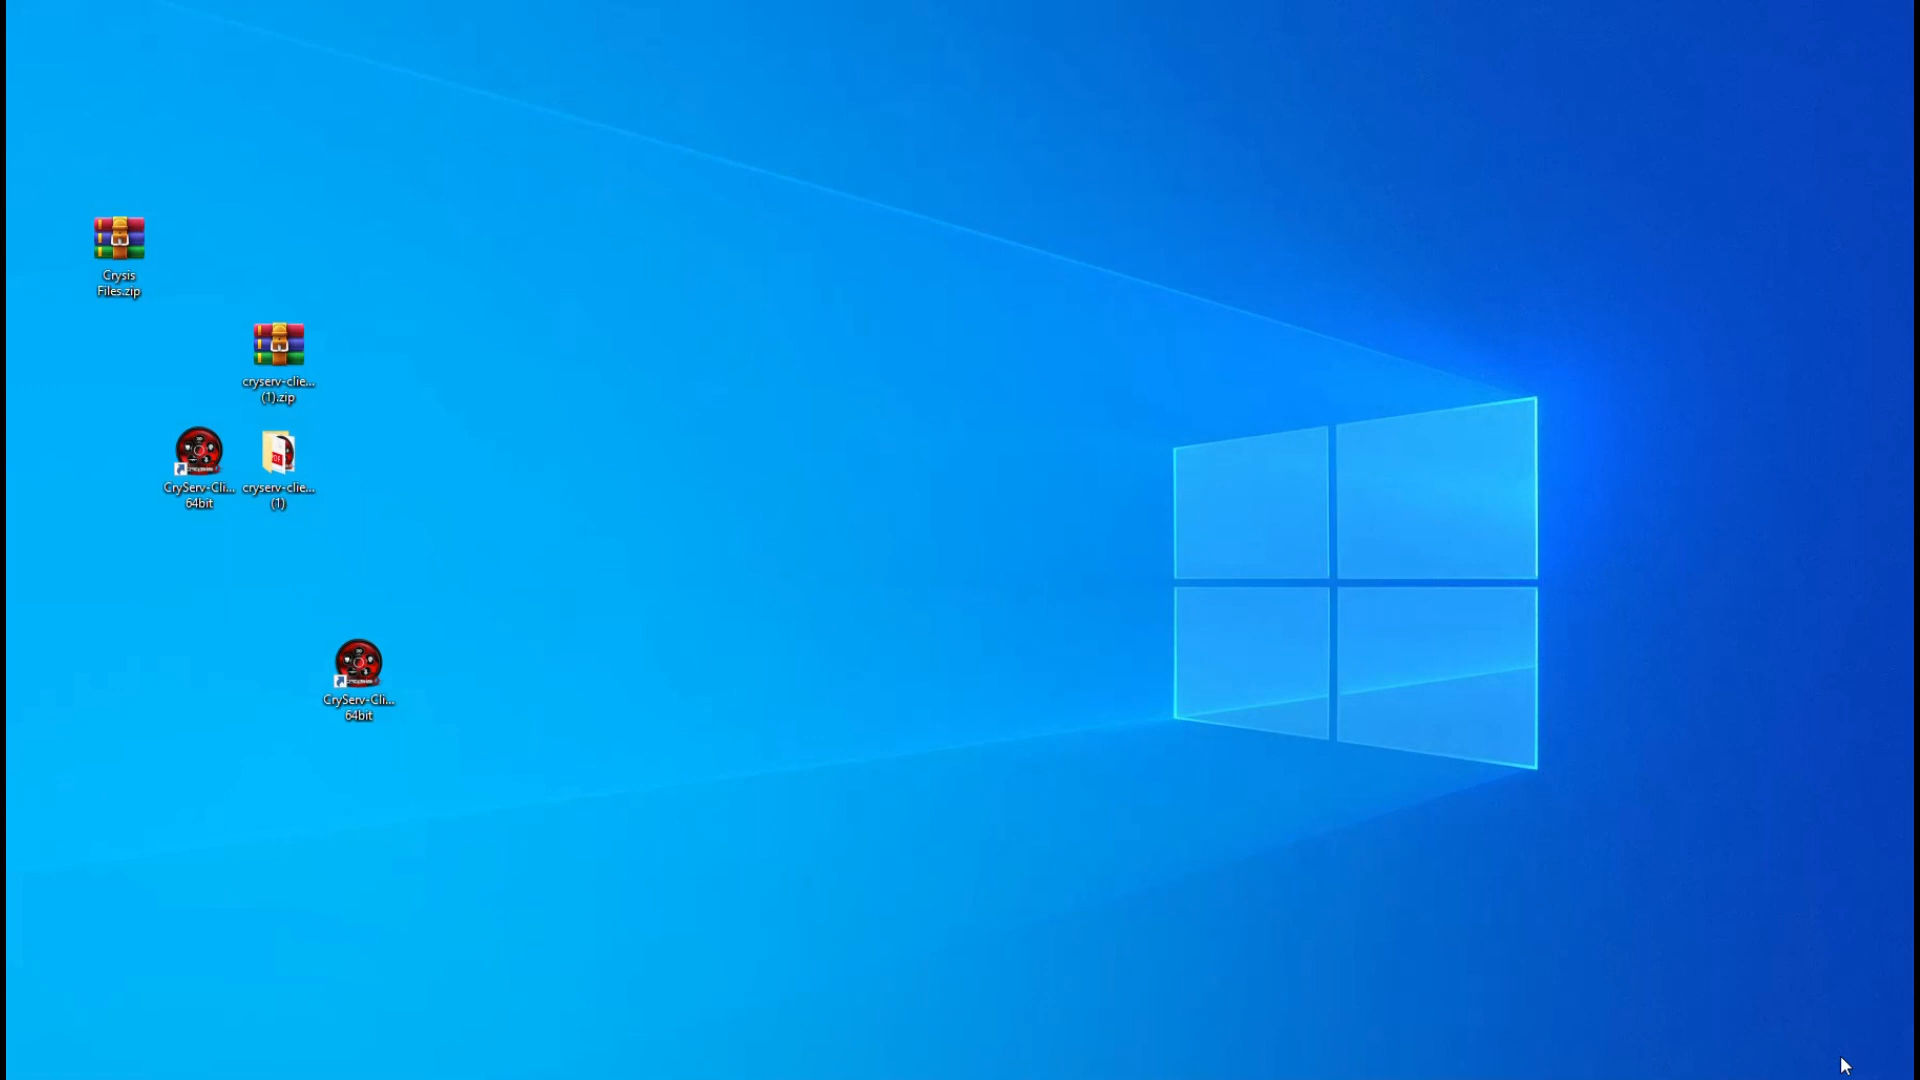 Crysis
Files.zip
cryserv-clie...
(1).zip
CryServ-Cli...
64bit
cryserv-clie...
(1)
CryServ-Cli...
64bit